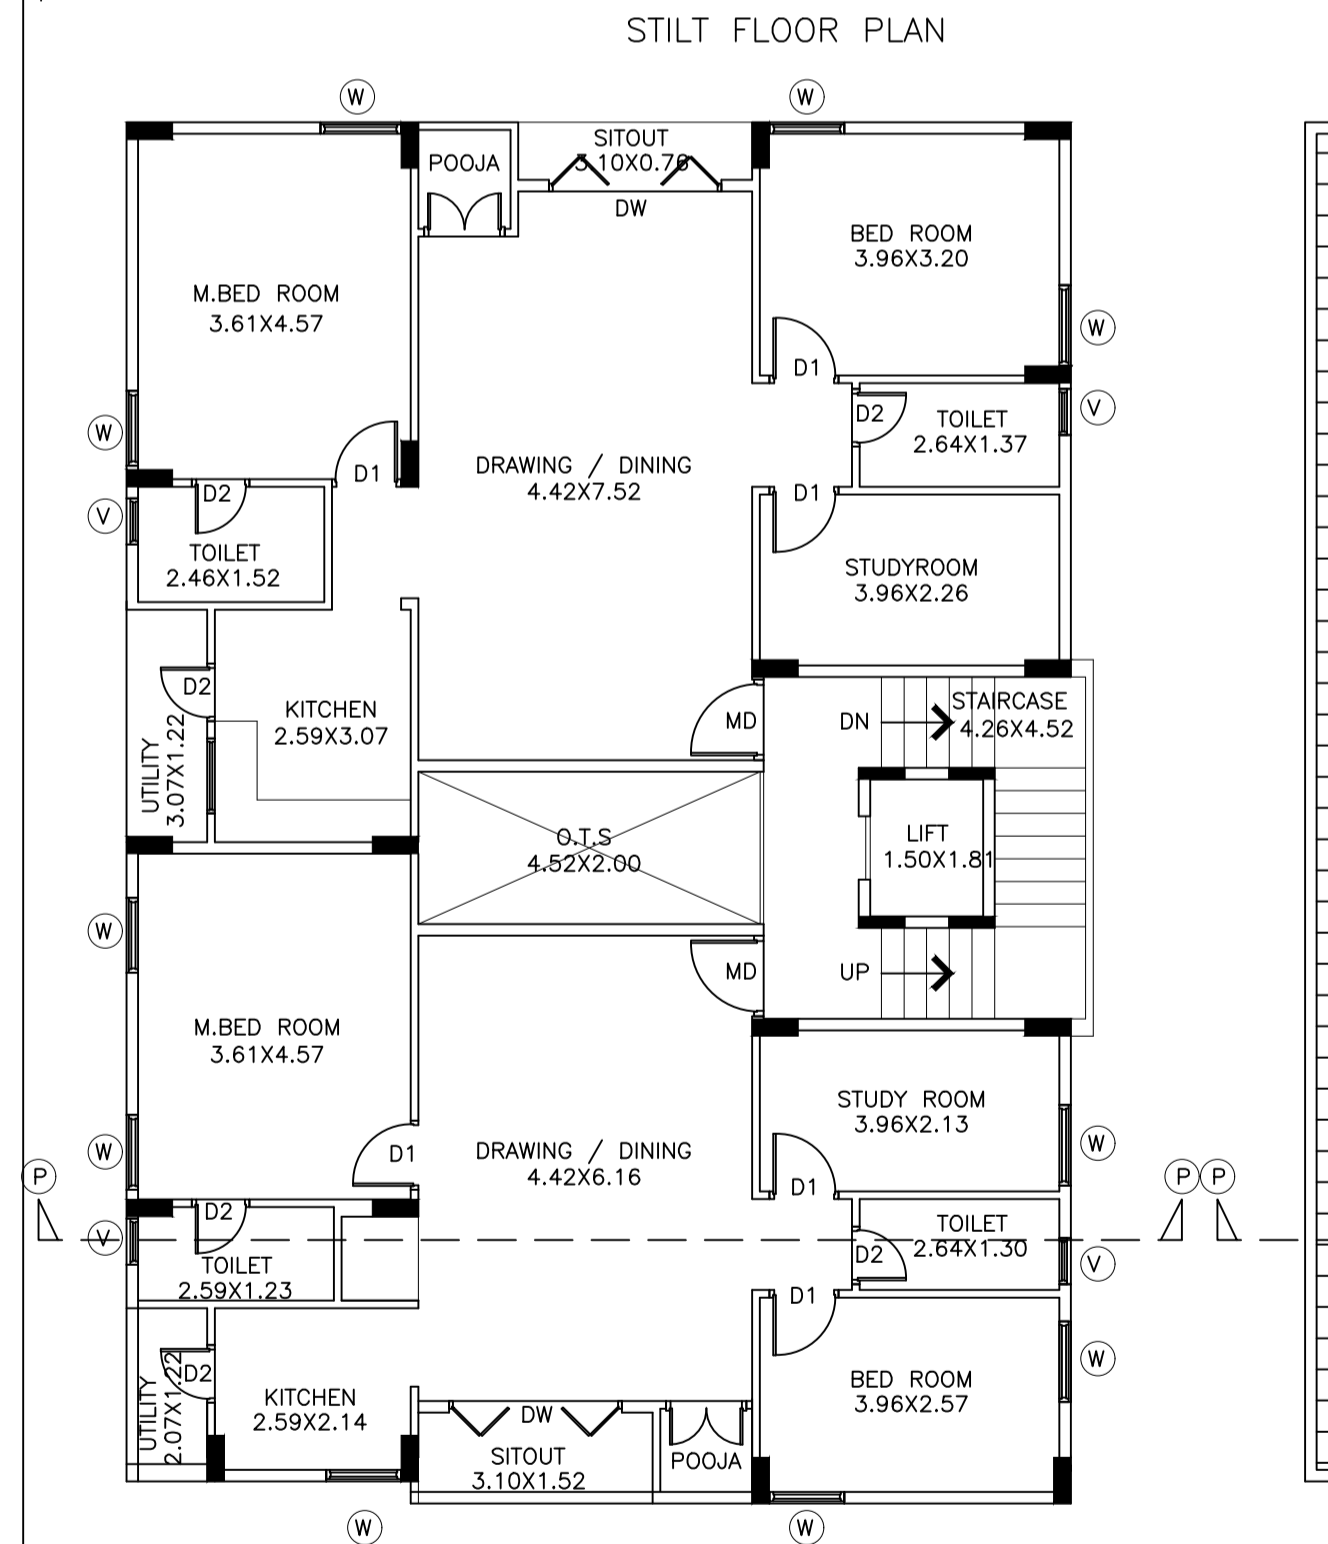 STILT FLOOR PLAN
W
W
SITOUT
3.10X0.76
POOJA
DW
BED ROOM
3.96X3.20
M.BED ROOM
3.61X4.57
W
D1
V
D2
TOILET
2.64X1.37
W
DRAWING / DINING
4.42X7.52
D1
D2
D1
V
TOILET
2.46X1.52
STUDYROOM
3.96X2.26
D2
KITCHEN
2.59X3.07
UTILITY
3.07X1.22
MD
DN
STAIRCASE
4.26X4.52
O.T.S
4.52X2.00
LIFT
1.50X1.81
W
MD
UP
M.BED ROOM
3.61X4.57
STUDY ROOM
3.96X2.13
W
W
D1
DRAWING / DINING
4.42X6.16
P
P
P
D1
D2
TOILET
2.64X1.30
V
D2
V
TOILET
2.59X1.23
D1
W
D2
UTILITY
2.07X1.22
KITCHEN
2.59X2.14
BED ROOM
3.96X2.57
DW
SITOUT
3.10X1.52
POOJA
W
W